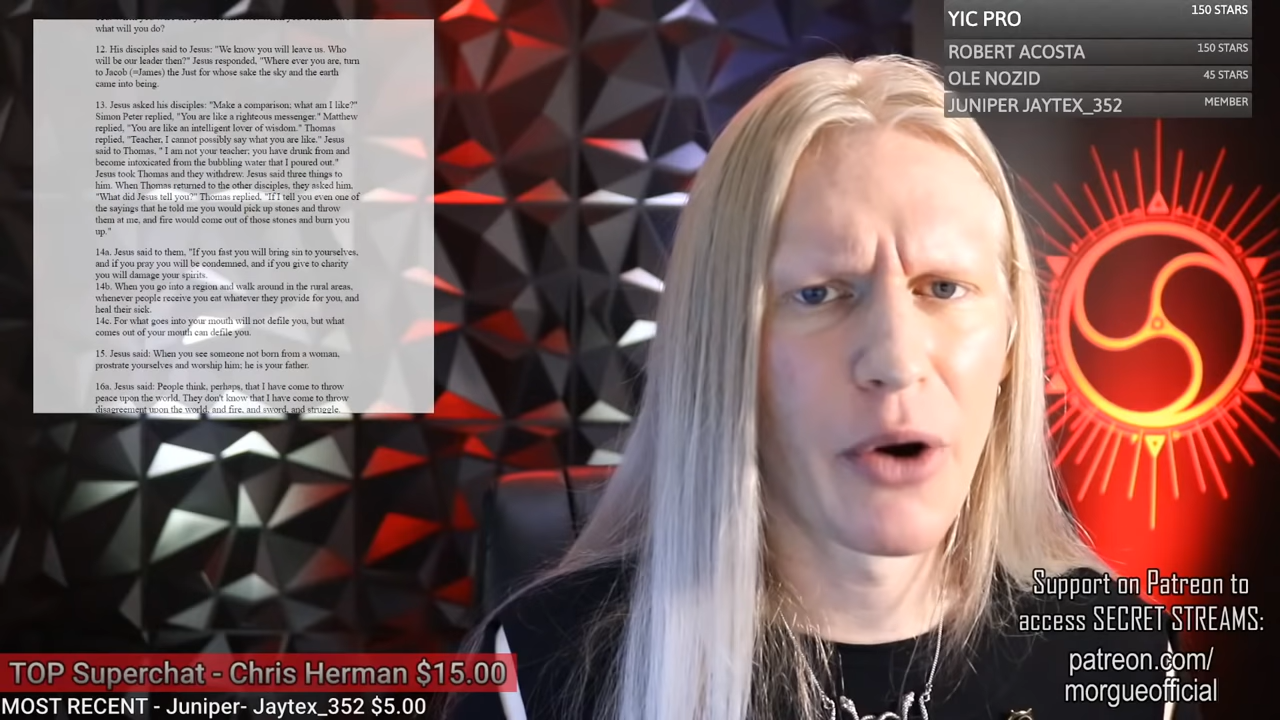 what will you do?
12. His disciples said to Jesus: "We know you will leave us. Who
will be our leader then?" Jesus responded, "Where ever you are, turn
to Jacob (=James) the Just for whose sake the sky and the earth
came into being.
13. Jesus asked his disciples: "Make a comparison; what am I like?"
Simon Peter replied, "You are like a righteous messenger." Matthew
replied, "You are like an intelligent lover of wisdom." Thomas
replied, "Teacher, I cannot possibly say what you are like." Jesus
said to Thomas, " I am not your teacher; you have drunk from and
become intoxicated from the bubbling water that I poured out."
Jesus took Thomas and they withdrew. Jesus said three things to
him. When Thomas returned to the other disciples, they asked him,
"What did Jesus tell you?" Thomas replied, "If I tell you even one of
the sayings that he told me you would pick up stones and throw
them at me, and fire would come out of those stones and burn you
up."
14a. Jesus said to them, "If you fast you will bring sin to yourselves,
and if you pray you will be condemned, and if you give to charity
you will damage your spirits.
14b. When you go into a region and walk around in the rural areas,
whenever people receive you eat whatever they provide for you, and
heal their sick.
14c. For what goes into your mouth will not defile you, but what
comes out of your mouth can defile you.
15. Jesus said: When you see someone not born from a woman,
prostrate yourselves and worship him; he is your father.
16a. Jesus said: People think, perhaps, that I have come to throw
peace upon the world. They don't know that I have come to throw
disagreement upon the world, and fire, and sword, and struggle.
YIC PRO 150 STARS
ROBERT ACOSTA 150 STARS
OLE NOZID 45 STARS
JUNIPER JAYTEX_352 MEMBER
Support on Patreon to
access SECRET STREAMS:
patreon.com/
morgueofficial
TOP Superchat - Chris Herman $15.00
MOST RECENT - Juniper- Jaytex_352 $5.00